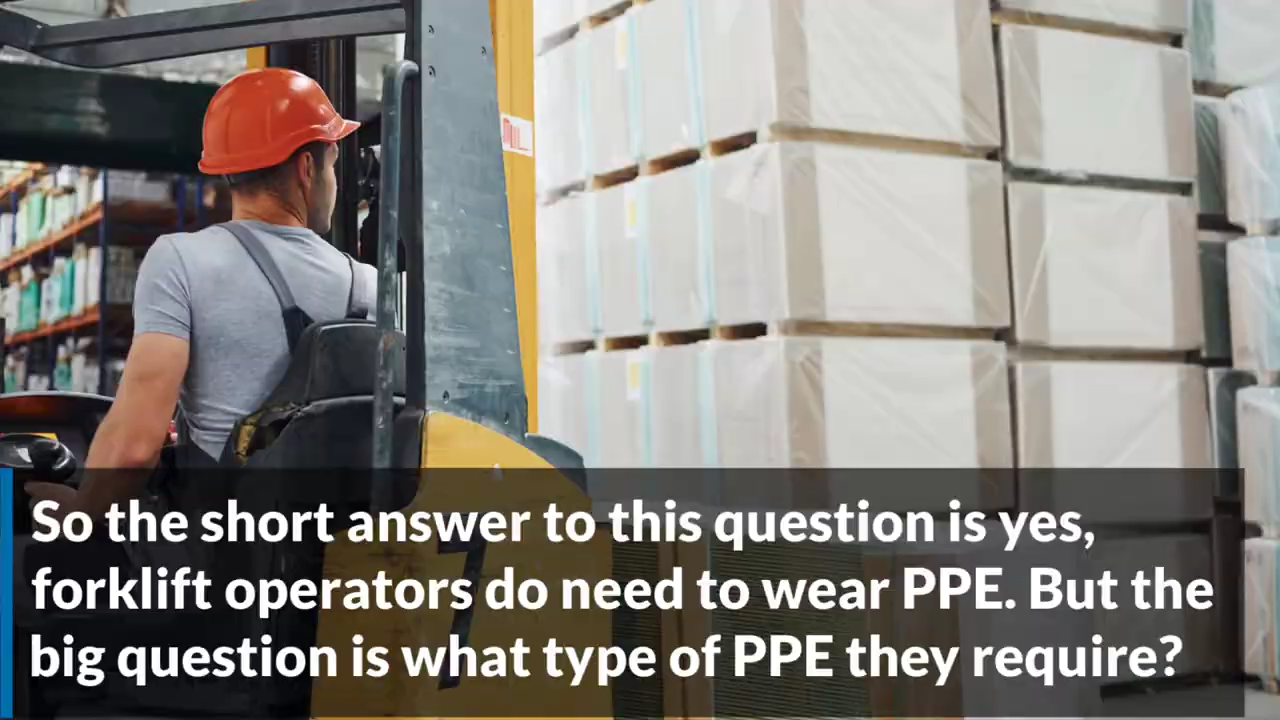 So the short answer to this question is yes,
forklift operators do need to wear PPE. But the
big question is what type of PPE they require?
7